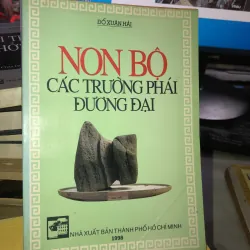 ĐỖ XUÂN HẢI
NON BỘ
CÁC TRƯỜNG PHÁI
ĐƯƠNG ĐẠI
NHÀ XUẤT BẢN THÀNH PHỐ HỒ CHÍ MINH
1998